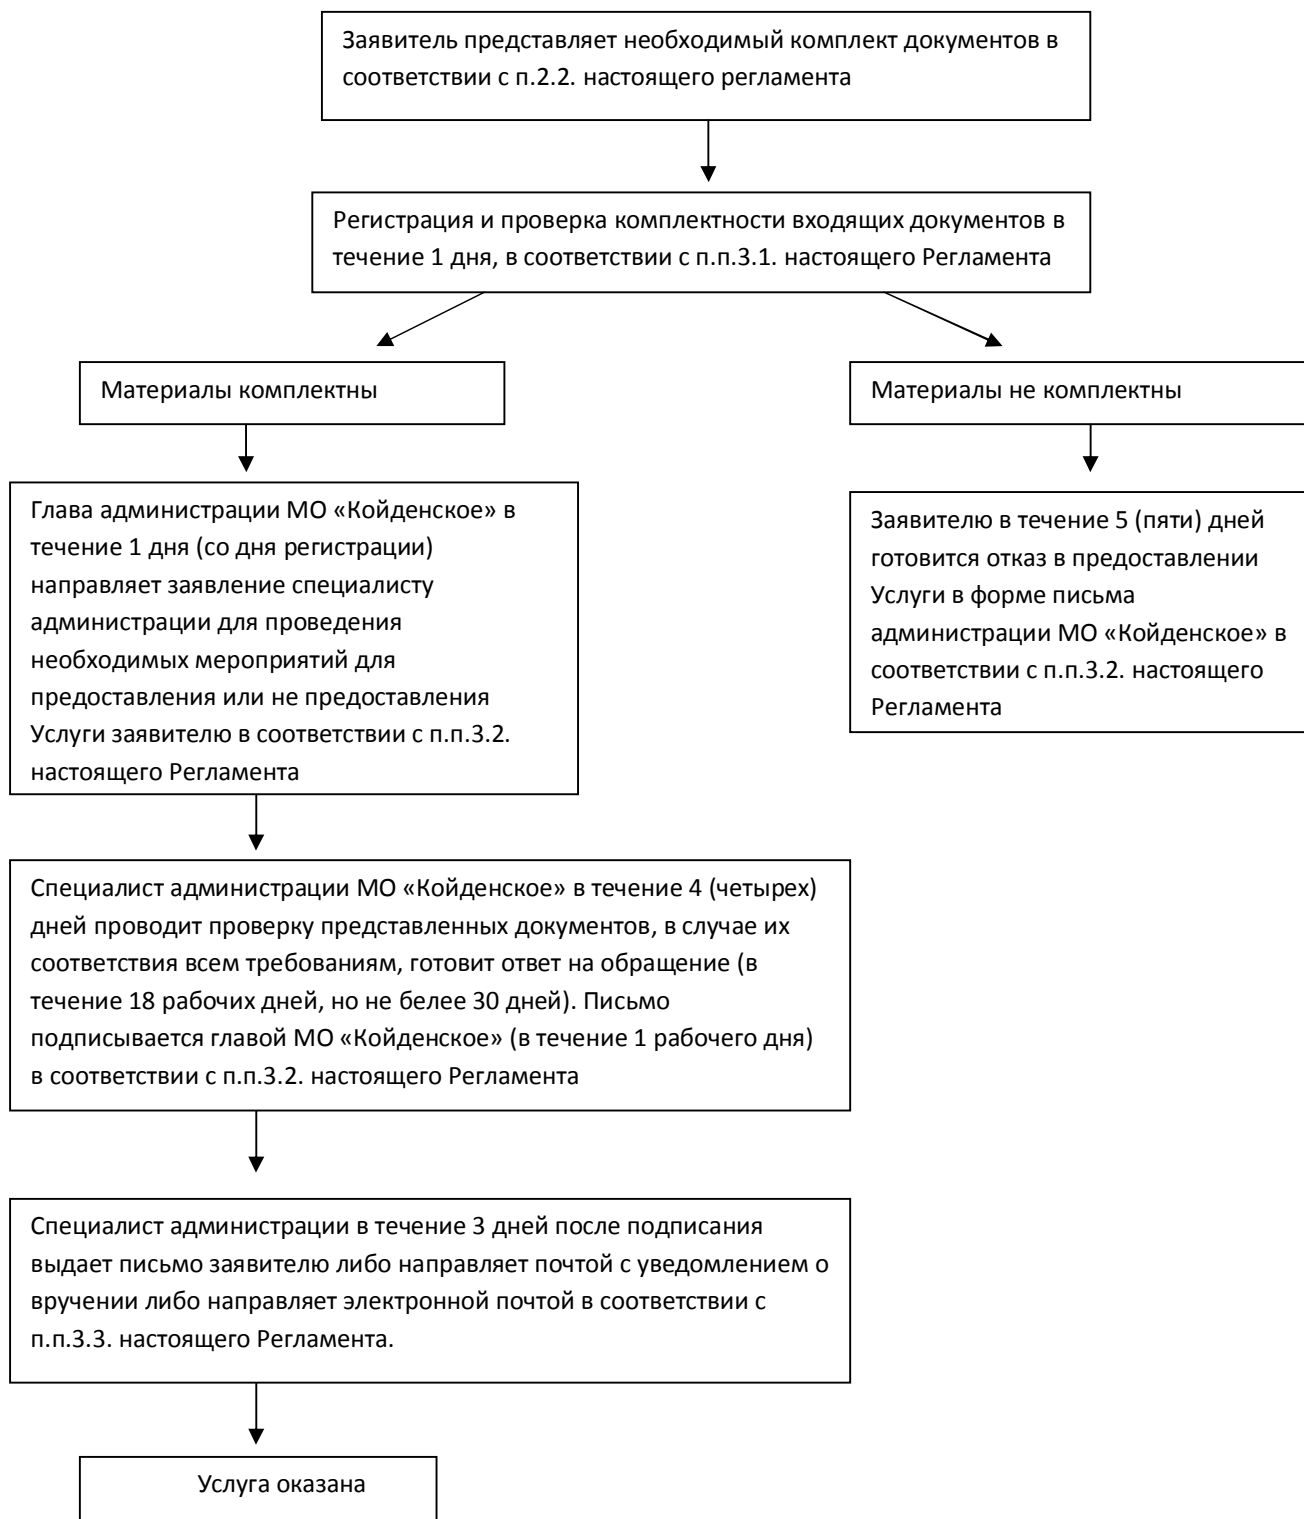 Заявитель представляет необходимый комплект документов в
соответствии с п.2.2. настоящего регламента
Регистрация и проверка комплектности входящих документов в
течение 1 дня, в соответствии с п.п.3.1. настоящего Регламента
Материалы комплектны
Материалы не комплектны
Глава администрации МО «Койденское» в
течение 1 дня (со дня регистрации)
направляет заявление специалисту
администрации для проведения
необходимых мероприятий для
предоставления или не предоставления
Услуги заявителю в соответствии с п.п.3.2.
настоящего Регламента
Заявителю в течение 5 (пяти) дней
готовится отказ в предоставлении
Услуги в форме письма
администрации МО «Койденское» в
соответствии с п.п.3.2. настоящего
Регламента
Специалист администрации МО «Койденское» в течение 4 (четырех)
дней проводит проверку представленных документов, в случае их
соответствия всем требованиям, готовит ответ на обращение (в
течение 18 рабочих дней, но не белее 30 дней). Письмо
подписывается главой МО «Койденское» (в течение 1 рабочего дня)
в соответствии с п.п.3.2. настоящего Регламента
Специалист администрации в течение 3 дней после подписания
выдает письмо заявителю либо направляет почтой с уведомлением о
вручении либо направляет электронной почтой в соответствии с
п.п.3.3. настоящего Регламента.
Услуга оказана